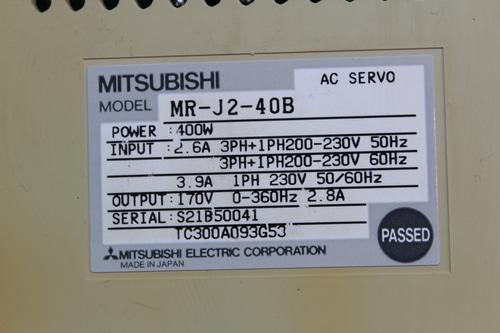 MITSUBISHI
AC SERVO
MODEL MR-J2-40B
POWER :400W
INPUT :2.6A 3PH+1PH200-230V 50Hz
3PH+1PH200-230V 60Hz
3.9A 1PH 230V 50/60Hz
OUTPUT:170V 0-360Hz 2.8A
SERIAL:S21B50041
TC300A093G53
PASSED
MITSUBISHI ELECTRIC CORPORATION
MADE IN JAPAN